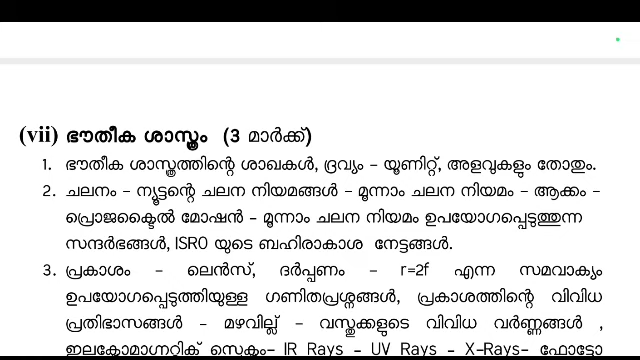 (vii) ഭൗതീക ശാസ്ത്രം (3 മാർക്ക്)
1. ഭൗതീക ശാസ്ത്രത്തിന്റെ ശാഖകൾ, ദ്രവ്യം – യൂണിറ്റ്, അളവുകളും തോതും.
2. ചലനം – ന്യൂട്ടന്റെ ചലന നിയമങ്ങൾ – മൂന്നാം ചലന നിയമം – ആക്കം –
പ്രൊജക്ടൈൽ മോഷൻ – മൂന്നാം ചലന നിയമം ഉപയോഗപ്പെടുത്തുന്ന
സന്ദർഭങ്ങൾ, ISRO യുടെ ബഹിരാകാശ നേട്ടങ്ങൾ.
3. പ്രകാശം – ലെൻസ്, ദർപ്പണം – r=2f എന്ന സമവാക്യം
ഉപയോഗപ്പെടുത്തിയുള്ള ഗണിതപ്രശ്നങ്ങൾ, പ്രകാശത്തിന്റെ വിവിധ
പ്രതിഭാസങ്ങൾ – മഴവില്ല് – വസ്തുക്കളുടെ വിവിധ വർണ്ണങ്ങൾ ,
ഇലക്ട്രോമാഗ്നറ്റിക് സ്പെക്ട്രം– IR Rays – UV Rays – X-Rays– ഫോട്ടോ